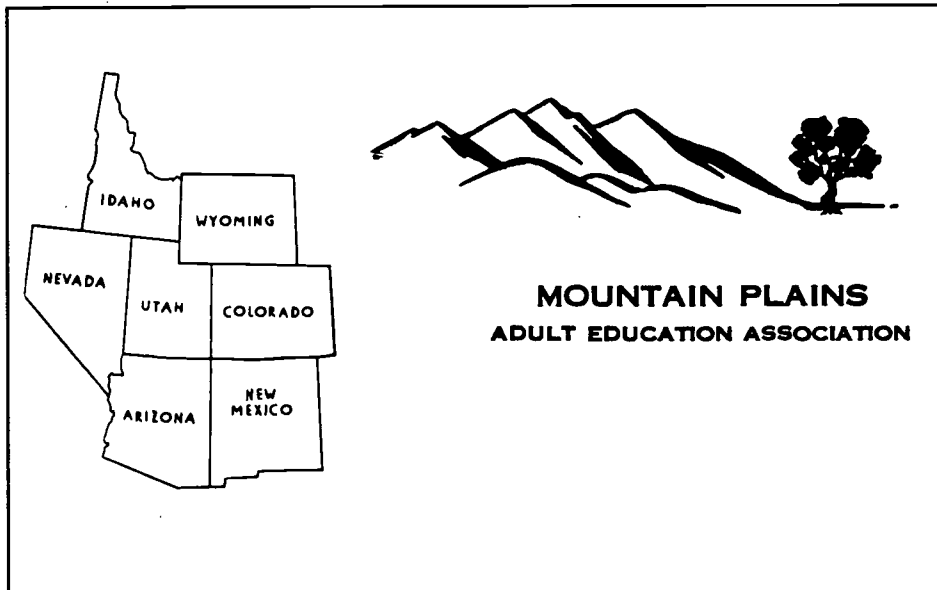 IDAHO
WYOMING
NEVADA
UTAH
COLORADO
ARIZONA
NEW
MEXICO
MOUNTAIN PLAINS
ADULT EDUCATION ASSOCIATION